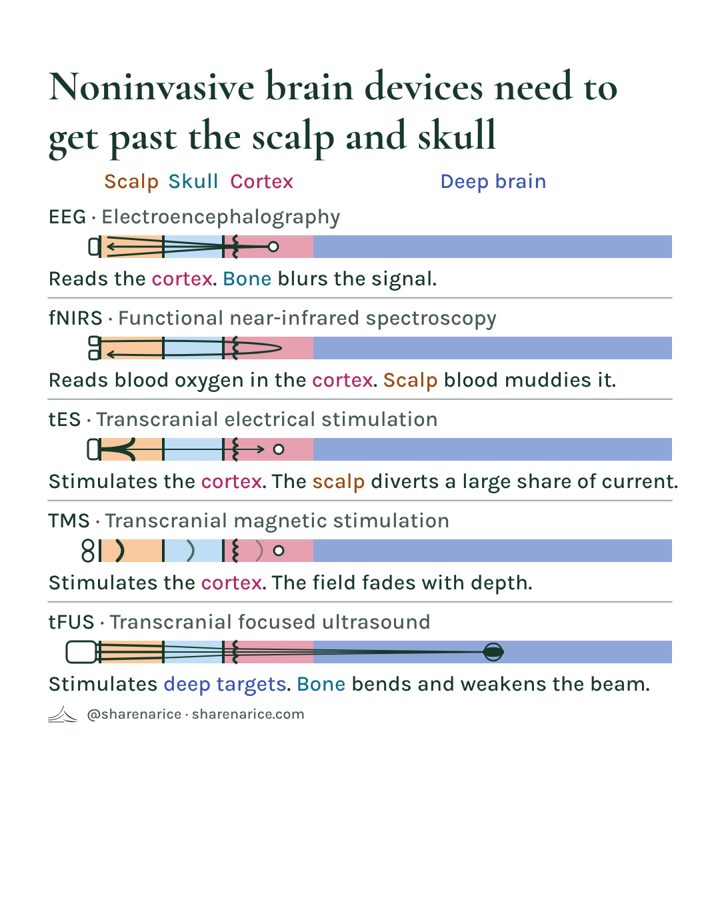 Noninvasive brain devices need to
get past the scalp and skull
Scalp Skull Cortex Deep brain
EEG · Electroencephalography
Reads the cortex. Bone blurs the signal.
fNIRS · Functional near-infrared spectroscopy
Reads blood oxygen in the cortex. Scalp blood muddies it.
tES · Transcranial electrical stimulation
Stimulates the cortex. The scalp diverts a large share of current.
TMS · Transcranial magnetic stimulation
Stimulates the cortex. The field fades with depth.
tFUS · Transcranial focused ultrasound
Stimulates deep targets. Bone bends and weakens the beam.
@sharenarice · sharenarice.com